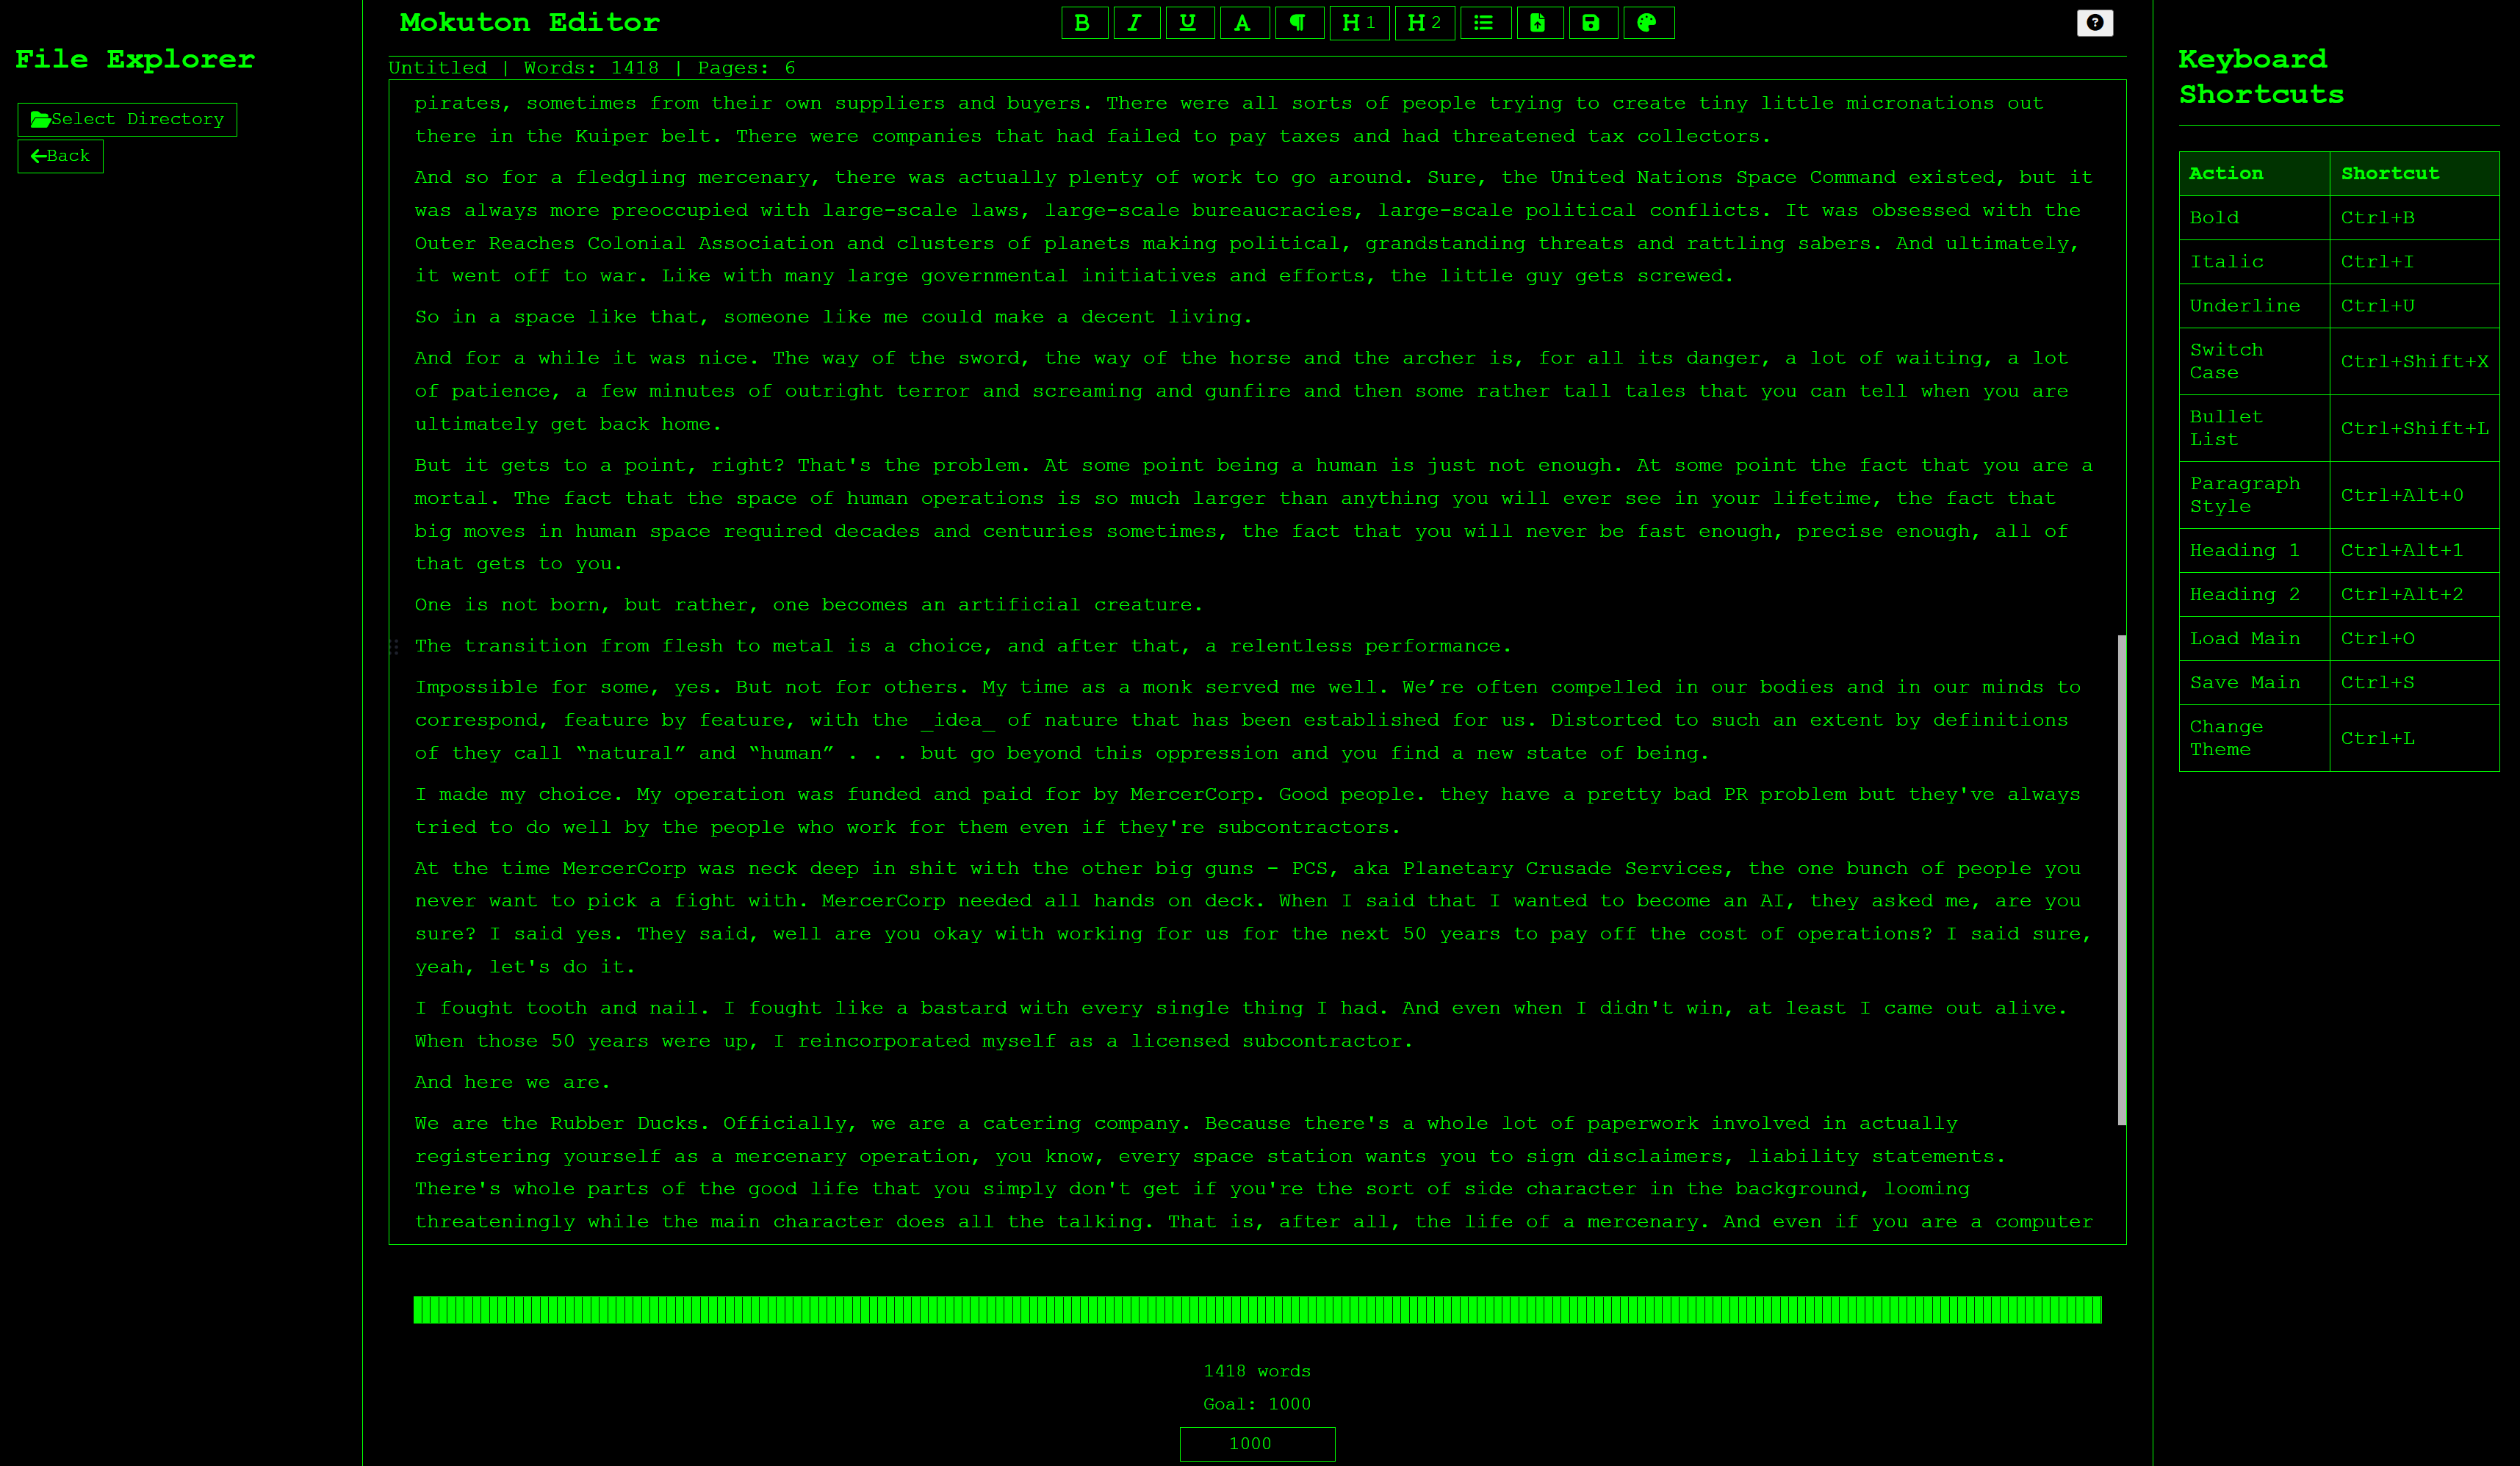 File Explorer
Select Directory
Back
Mokuton Editor
B I U A ¶ H 1 H 2
?
Untitled | Words: 1418 | Pages: 6
pirates, sometimes from their own suppliers and buyers. There were all sorts of people trying to create tiny little micronations out
there in the Kuiper belt. There were companies that had failed to pay taxes and had threatened tax collectors.
And so for a fledgling mercenary, there was actually plenty of work to go around. Sure, the United Nations Space Command existed, but it
was always more preoccupied with large-scale laws, large-scale bureaucracies, large-scale political conflicts. It was obsessed with the
Outer Reaches Colonial Association and clusters of planets making political, grandstanding threats and rattling sabers. And ultimately,
it went off to war. Like with many large governmental initiatives and efforts, the little guy gets screwed.
So in a space like that, someone like me could make a decent living.
And for a while it was nice. The way of the sword, the way of the horse and the archer is, for all its danger, a lot of waiting, a lot
of patience, a few minutes of outright terror and screaming and gunfire and then some rather tall tales that you can tell when you are
ultimately get back home.
But it gets to a point, right? That's the problem. At some point being a human is just not enough. At some point the fact that you are a
mortal. The fact that the space of human operations is so much larger than anything you will ever see in your lifetime, the fact that
big moves in human space required decades and centuries sometimes, the fact that you will never be fast enough, precise enough, all of
that gets to you.
One is not born, but rather, one becomes an artificial creature.
The transition from flesh to metal is a choice, and after that, a relentless performance.
Impossible for some, yes. But not for others. My time as a monk served me well. We’re often compelled in our bodies and in our minds to
correspond, feature by feature, with the _idea_ of nature that has been established for us. Distorted to such an extent by definitions
of they call “natural” and “human” . . . but go beyond this oppression and you find a new state of being.
I made my choice. My operation was funded and paid for by MercerCorp. Good people. they have a pretty bad PR problem but they've always
tried to do well by the people who work for them even if they're subcontractors.
At the time MercerCorp was neck deep in shit with the other big guns - PCS, aka Planetary Crusade Services, the one bunch of people you
never want to pick a fight with. MercerCorp needed all hands on deck. When I said that I wanted to become an AI, they asked me, are you
sure? I said yes. They said, well are you okay with working for us for the next 50 years to pay off the cost of operations? I said sure,
yeah, let's do it.
I fought tooth and nail. I fought like a bastard with every single thing I had. And even when I didn't win, at least I came out alive.
When those 50 years were up, I reincorporated myself as a licensed subcontractor.
And here we are.
We are the Rubber Ducks. Officially, we are a catering company. Because there's a whole lot of paperwork involved in actually
registering yourself as a mercenary operation, you know, every space station wants you to sign disclaimers, liability statements.
There's whole parts of the good life that you simply don't get if you're the sort of side character in the background, looming
threateningly while the main character does all the talking. That is, after all, the life of a mercenary. And even if you are a computer
1418 words
Goal: 1000
1000
Keyboard
Shortcuts
Action Shortcut
Bold Ctrl+B
Italic Ctrl+I
Underline Ctrl+U
Switch
Case Ctrl+Shift+X
Bullet
List Ctrl+Shift+L
Paragraph
Style Ctrl+Alt+0
Heading 1 Ctrl+Alt+1
Heading 2 Ctrl+Alt+2
Load Main Ctrl+O
Save Main Ctrl+S
Change
Theme Ctrl+L